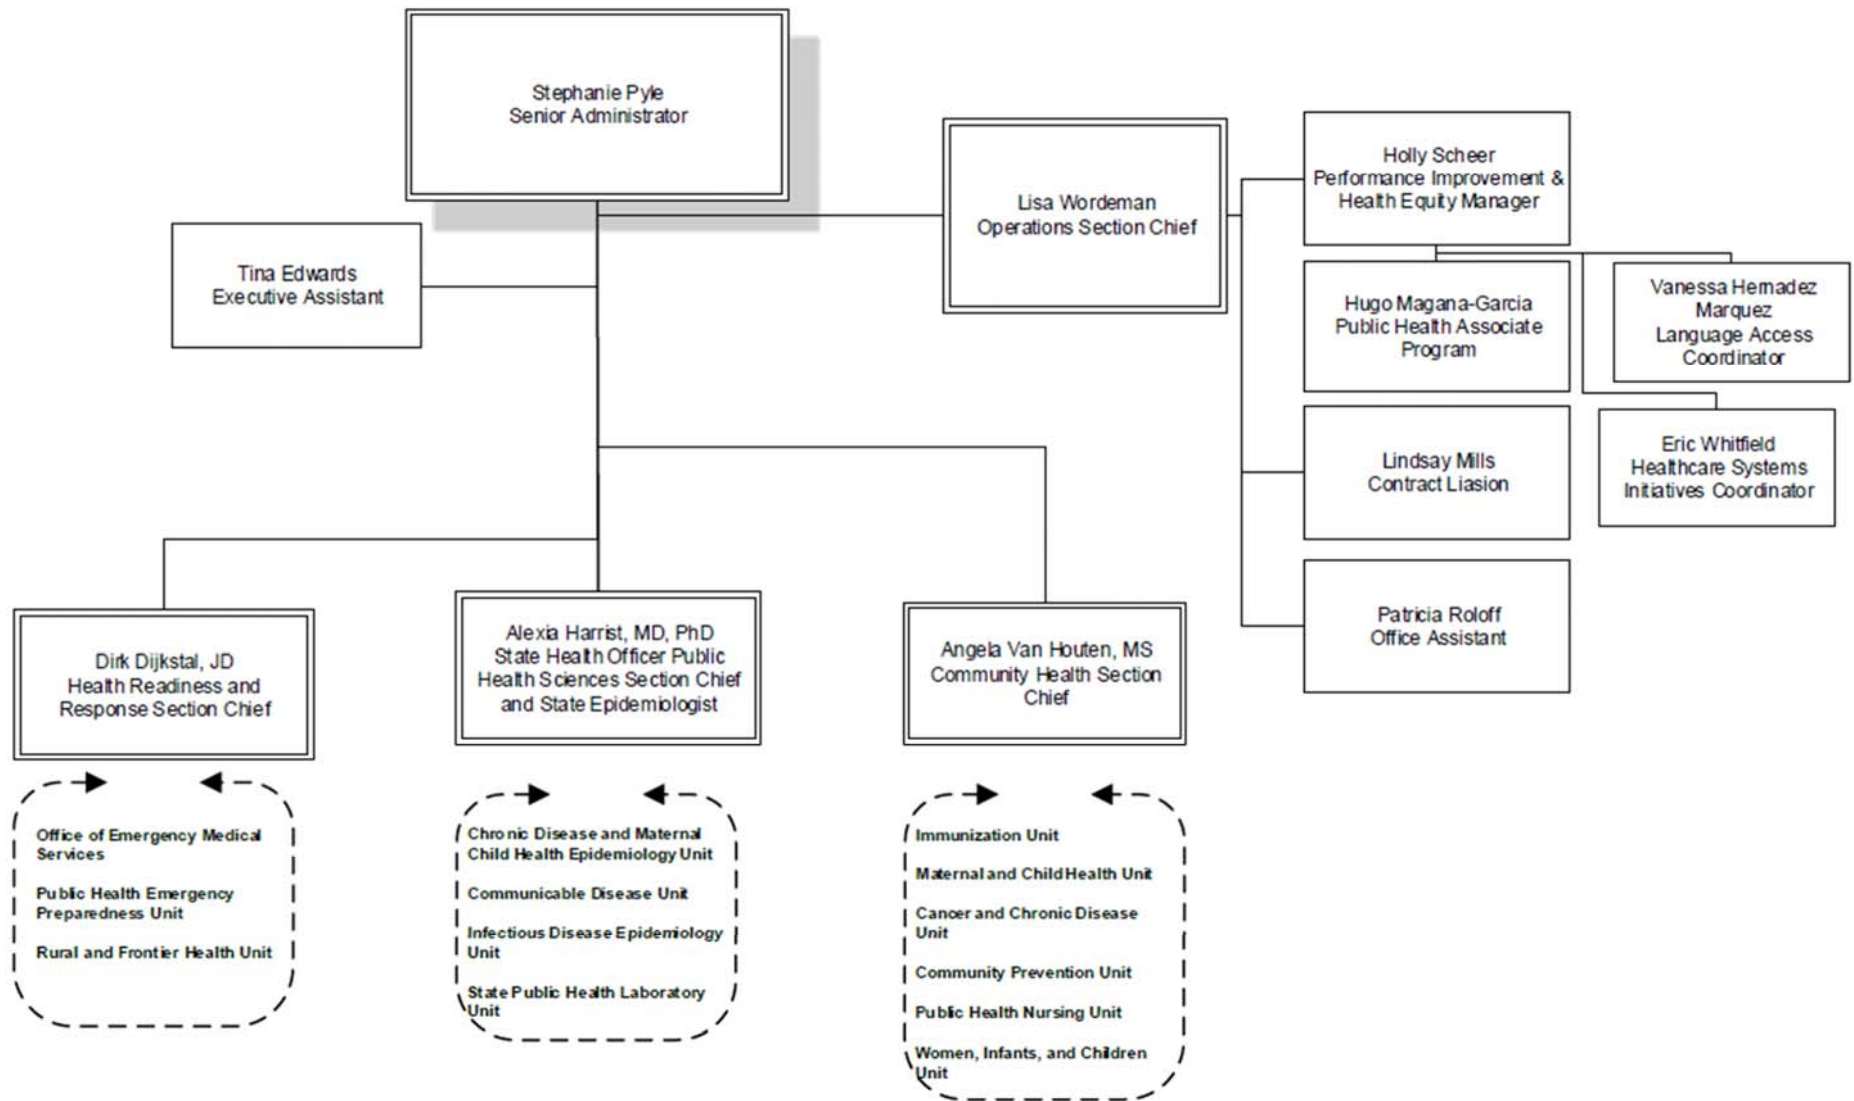 Stephanie Pyle
Senior Administrator
Lisa Wordeman
Operations Section Chief
Holly Scheer
Performance Improvement &
Health Equity Manager
Tina Edwards
Executive Assistant
Hugo Magana-Garcia
Public Health Associate
Program
Vanessa Hernadez
Marquez
Language Access
Coordinator
Lindsay Mills
Contract Liasion
Eric Whitfield
Healthcare Systems
Initiatives Coordinator
Patricia Roloff
Office Assistant
Dirk Dijkstal, JD
Health Readiness and
Response Section Chief
Alexia Harrist, MD, PhD
State Health Officer Public
Health Sciences Section Chief
and State Epidemiologist
Angela Van Houten, MS
Community Health Section
Chief
Office of Emergency Medical
Services
Public Health Emergency
Preparedness Unit
Rural and Frontier Health Unit
Chronic Disease and Maternal
Child Health Epidemiology Unit
Communicable Disease Unit
Infectious Disease Epidemiology
Unit
State Public Health Laboratory
Unit
Immunization Unit
Maternal and Child Health Unit
Cancer and Chronic Disease
Unit
Community Prevention Unit
Public Health Nursing Unit
Women, Infants, and Children
Unit